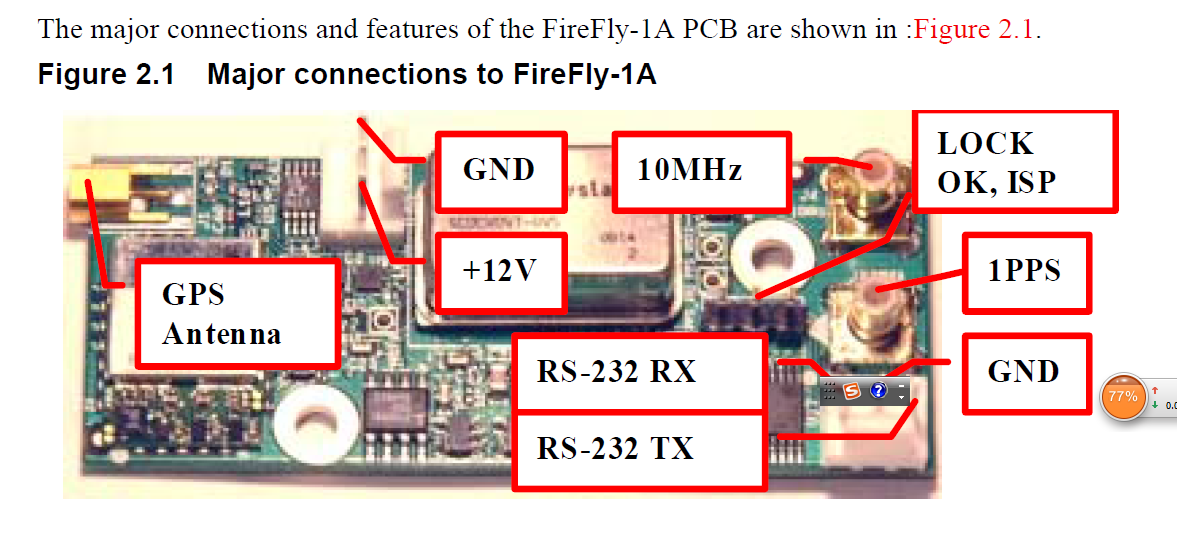 The major connections and features of the FireFly-1A PCB are shown in :Figure 2.1.
Figure 2.1 Major connections to FireFly-1A
GND
10MHz
LOCK
OK, ISP
+12V
1PPS
GPS
Antenna
RS-232 RX
GND
77%
RS-232 TX